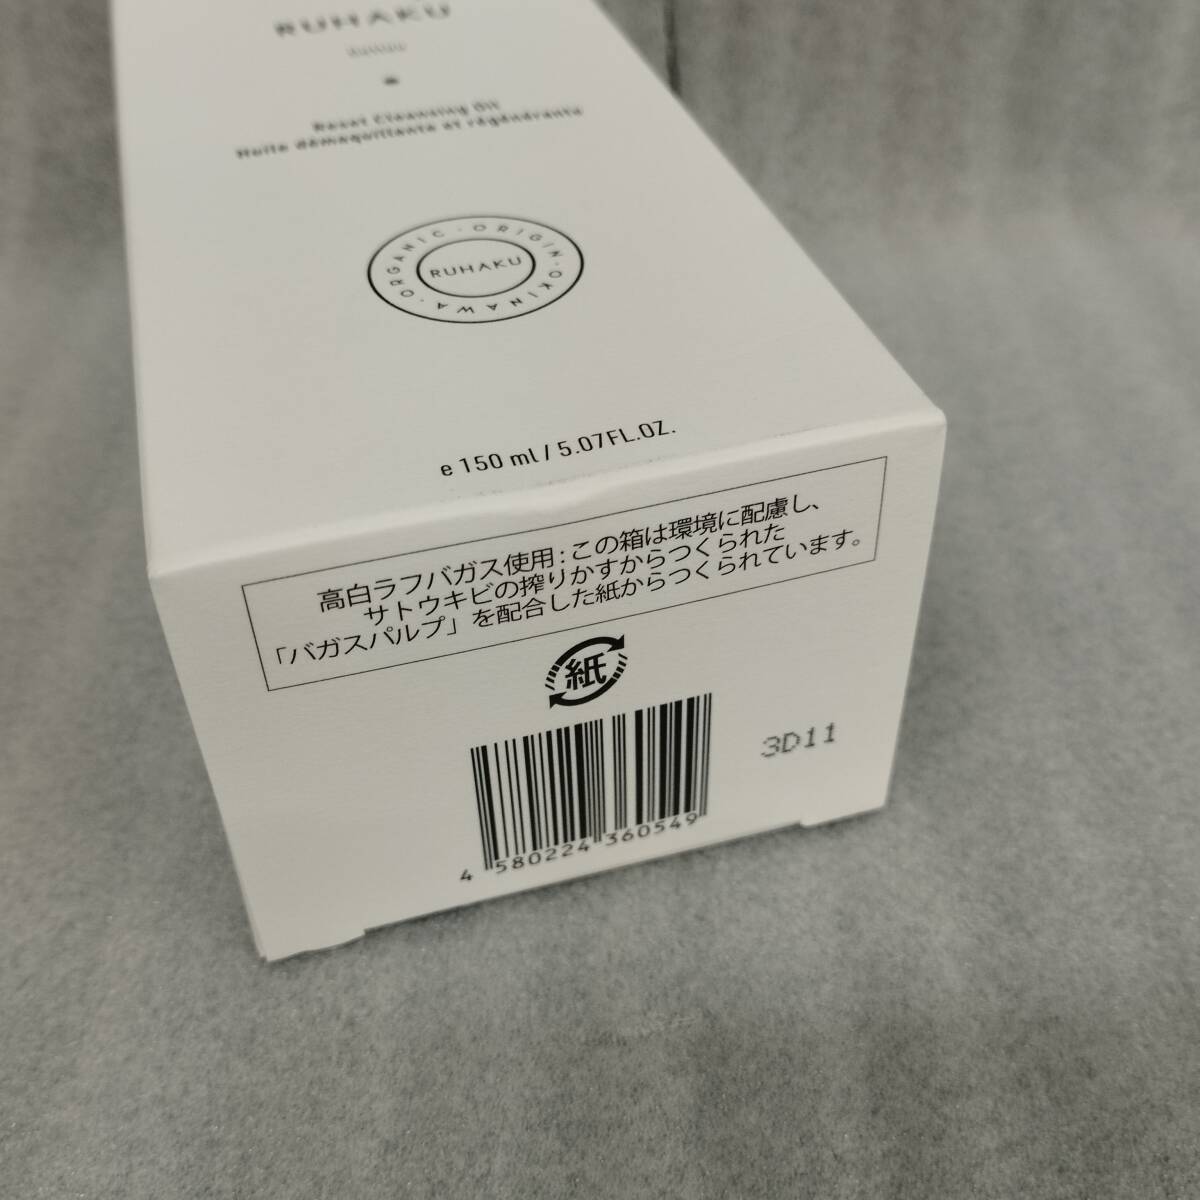 RUHAKU
Reset Cleansing Oil
Huile démaquillante et régénérante
ORGANIC・ORIGIN・OKINAWA・
RUHAKU
e 150 ml / 5.07FL.OZ.
高白ラフバガス使用：この箱は環境に配慮し、
サトウキビの搾りかすからつくられた
「バガスパルプ」を配合した紙からつくられています。
紙
3D11
4 580224 360549